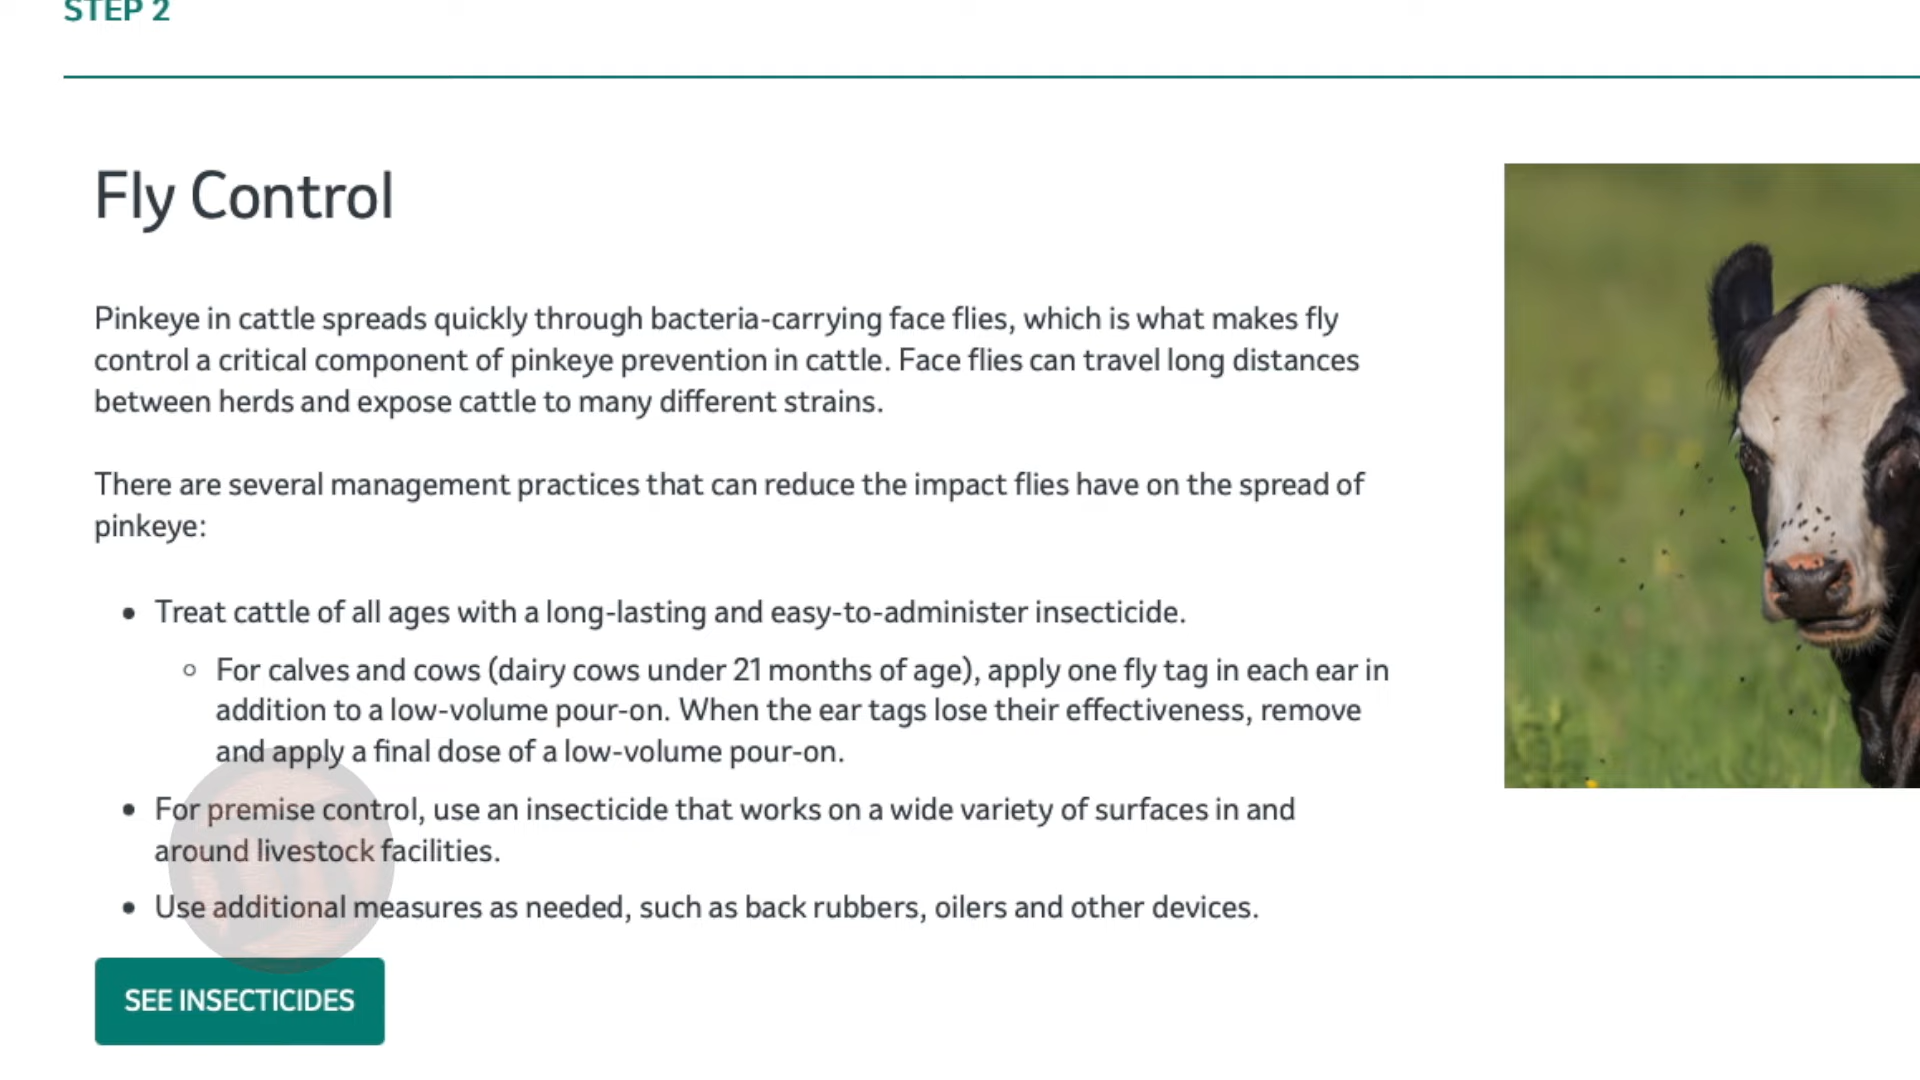 STEP 2
Fly Control
Pinkeye in cattle spreads quickly through bacteria-carrying face flies, which is what makes fly
control a critical component of pinkeye prevention in cattle. Face flies can travel long distances
between herds and expose cattle to many different strains.
There are several management practices that can reduce the impact flies have on the spread of
pinkeye:
Treat cattle of all ages with a long-lasting and easy-to-administer insecticide.
For calves and cows (dairy cows under 21 months of age), apply one fly tag in each ear in
addition to a low-volume pour-on. When the ear tags lose their effectiveness, remove
and apply a final dose of a low-volume pour-on.
For premise control, use an insecticide that works on a wide variety of surfaces in and
around livestock facilities.
Use additional measures as needed, such as back rubbers, oilers and other devices.
SEE INSECTICIDES